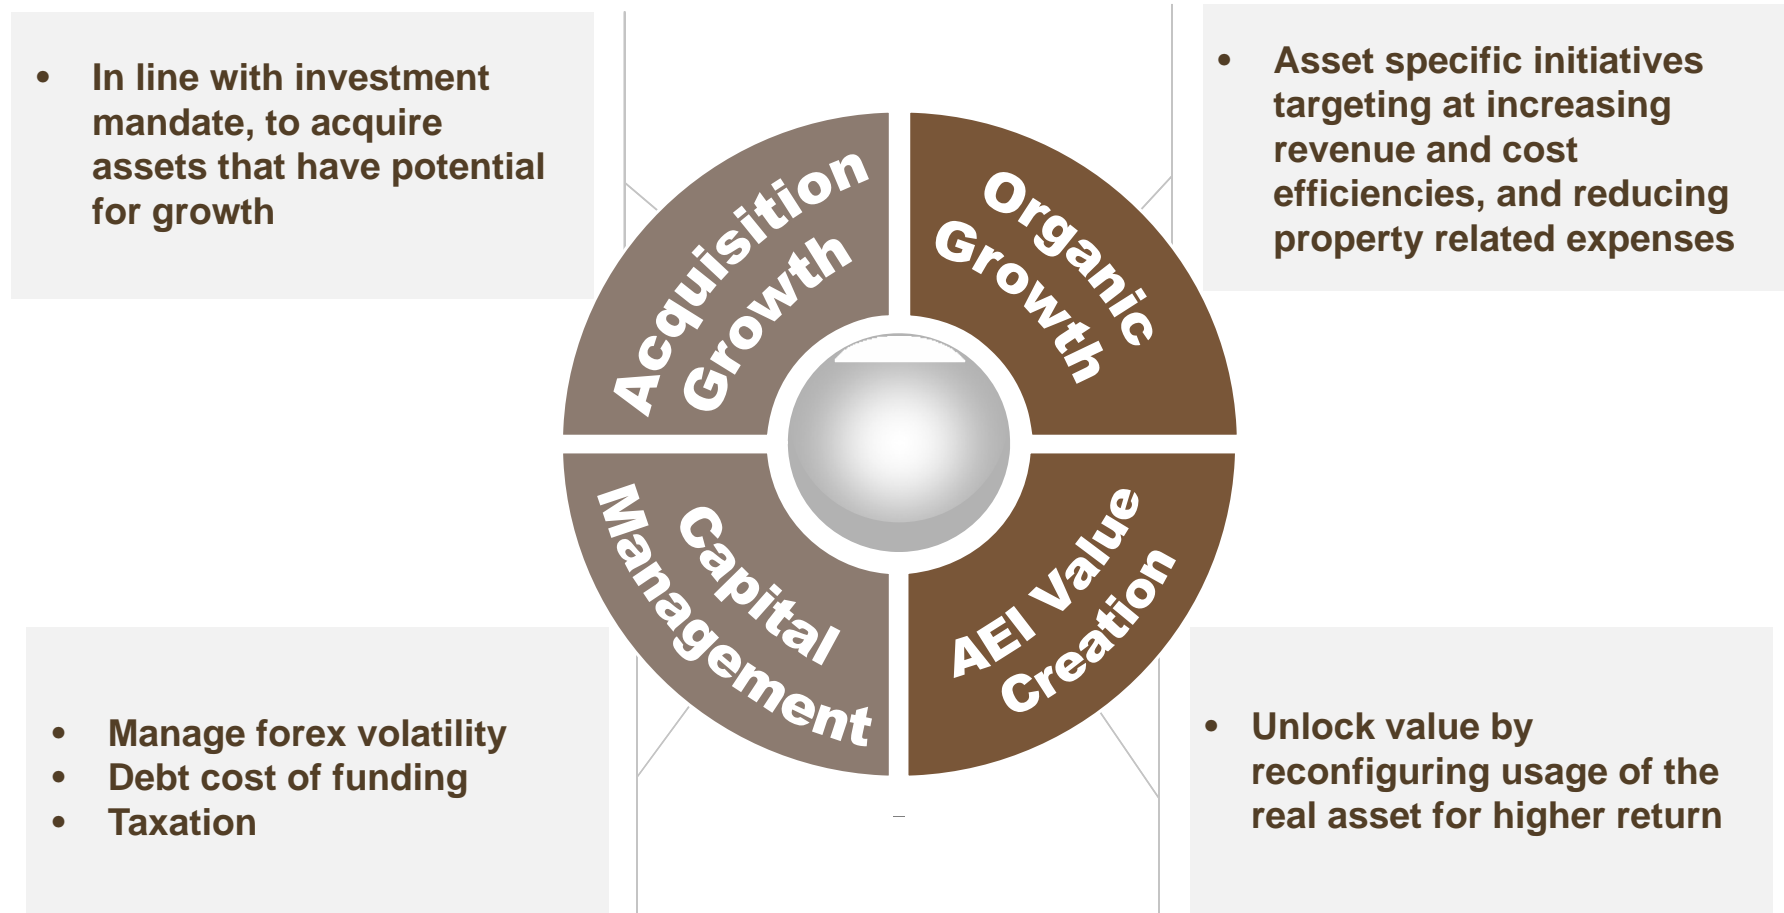 • In line with investment
mandate, to acquire
assets that have potential
for growth
• Asset specific initiatives
targeting at increasing
revenue and cost
efficiencies, and reducing
property related expenses
Acquisition
Growth
Organic
Growth
Capital
Management
AEI Value
Creation
• Manage forex volatility
• Debt cost of funding
• Taxation
• Unlock value by
reconfiguring usage of the
real asset for higher return